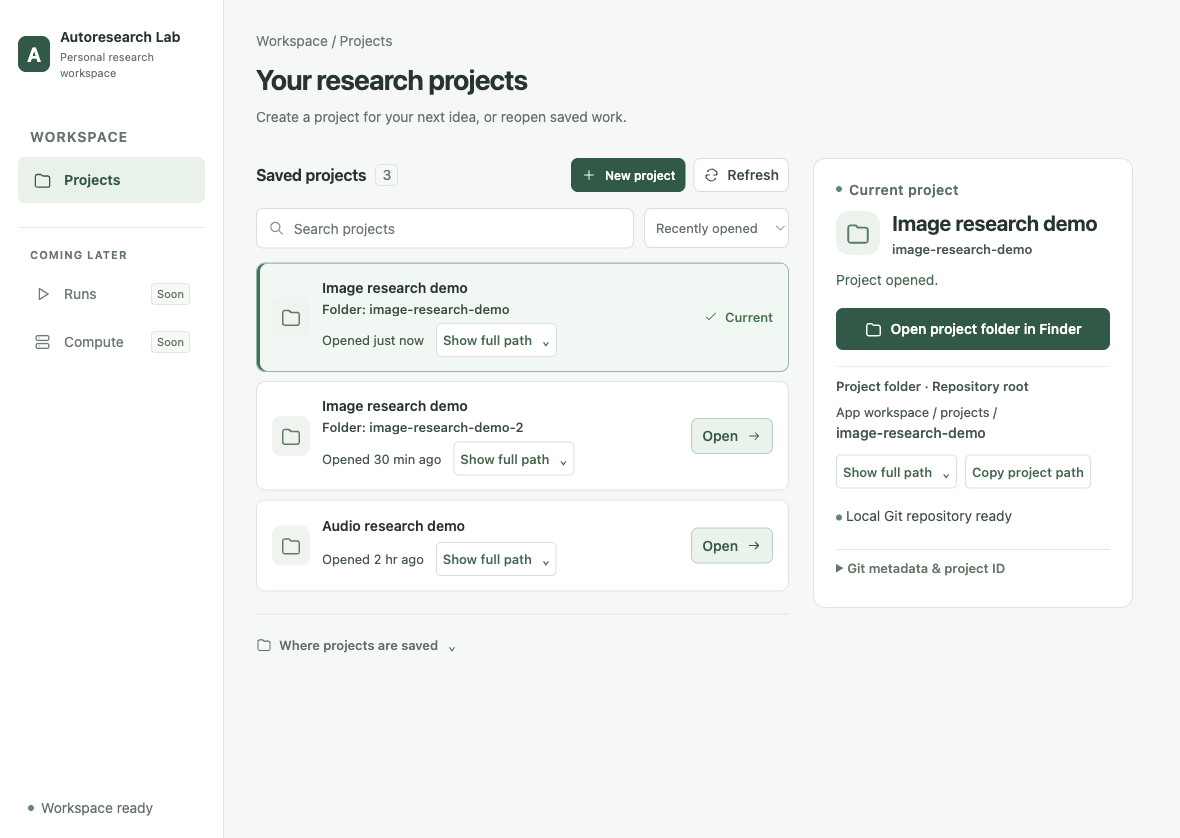 A
Autoresearch Lab
Personal research
workspace
WORKSPACE
Projects
COMING LATER
Runs Soon
Compute Soon
Workspace ready
Workspace / Projects
Your research projects
Create a project for your next idea, or reopen saved work.
Saved projects 3
New project
Refresh
Search projects
Recently opened
Image research demo
Folder: image-research-demo
Opened just now Show full path
Current
Image research demo
Folder: image-research-demo-2
Opened 30 min ago Show full path
Open
Audio research demo
Opened 2 hr ago Show full path
Open
Where projects are saved
Current project
Image research demo
image-research-demo
Project opened.
Open project folder in Finder
Project folder · Repository root
App workspace / projects /
image-research-demo
Show full path Copy project path
Local Git repository ready
Git metadata & project ID